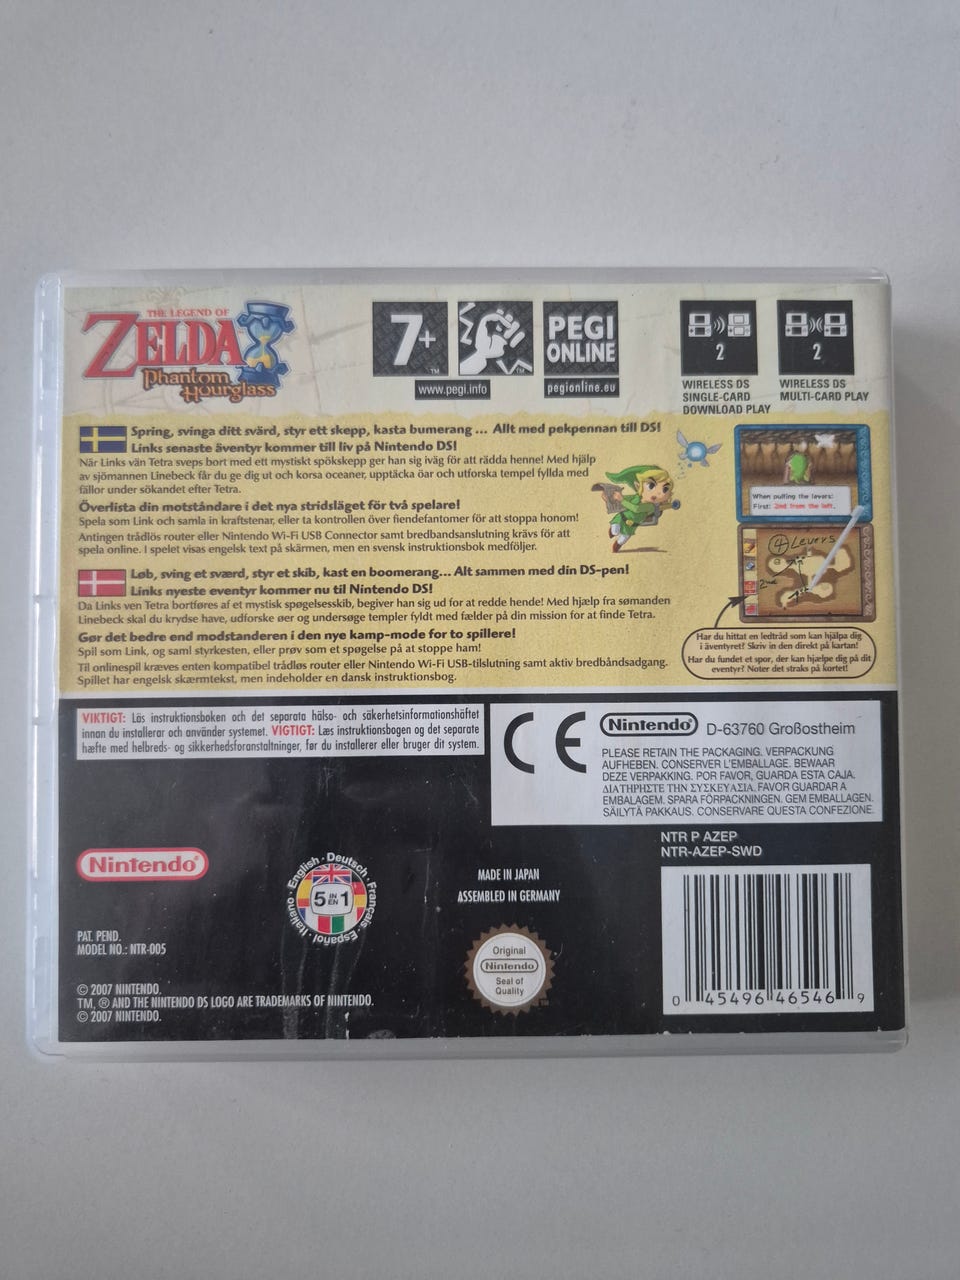 THE LEGEND OF
ZELDA
Phantom
Hourglass
7+
TM
TM
www.pegi.info
PEGI
ONLINE
pegionline.eu
2
WIRELESS DS
SINGLE-CARD
DOWNLOAD PLAY
2
WIRELESS DS
MULTI-CARD PLAY
Spring, svinga ditt svärd, styr ett skepp, kasta bumerang ... Allt med pekpennan till DS!
Links senaste äventyr kommer till liv på Nintendo DS!
När Links vän Tetra sveps bort med ett mystiskt spökskepp ger han sig iväg för att rädda henne! Med hjälp
av sjömannen Linebeck får du ge dig ut och korsa oceaner, upptäcka öar och utforska tempel fyllda med
fällor under sökandet efter Tetra.
Överlista din motståndare i det nya stridsläget för två spelare!
Spela som Link och samla in kraftstenar, eller ta kontrollen över fiendefantomer för att stoppa honom!
Antingen trådlös router eller Nintendo Wi-Fi USB Connector samt bredbandsanslutning krävs för att
spela online. I spelet visas engelsk text på skärmen, men en svensk instruktionsbok medföljer.
Løb, sving et sværd, styr et skib, kast en boomerang... Alt sammen med din DS-pen!
Links nyeste eventyr kommer nu til Nintendo DS!
Da Links ven Tetra bortføres af et mystisk spøgelsesskib, begiver han sig ud for at redde hende! Med hjælp fra sømanden
Linebeck skal du krydse have, udforske øer og undersøge templer fyldt med fælder på din mission for at finde Tetra.
Gør det bedre end modstanderen i den nye kamp-mode for to spillere!
Spil som Link, og saml styrkesten, eller prøv som et spøgelse på at stoppe ham!
Til onlinespil kræves enten kompatibel trådløs router eller Nintendo Wi-Fi USB-tilslutning samt aktiv bredbåndsadgang.
Spillet har engelsk skærmtekst, men indeholder en dansk instruktionsbog.
When pulling the levers:
First: 2nd from the left.
4 Levers
2nd
1st
Har du hittat en ledtråd som kan hjälpa dig
i äventyret? Skriv in den direkt på kartan!
Har du fundet et spor, der kan hjælpe dig på dit
eventyr? Noter det straks på kortet!
VIKTIGT: Läs instruktionsboken och det separata hälso- och säkerhetsinformationshäftet
innan du installerar och använder systemet. VIGTIGT: Læs instruktionsbogen og det separate
hæfte med helbreds- og sikkerhedsforanstaltninger, før du installerer eller bruger dit system.
CE
Nintendo® D-63760 Großostheim
PLEASE RETAIN THE PACKAGING. VERPACKUNG
AUFHEBEN. CONSERVER L'EMBALLAGE. BEWAAR
DEZE VERPAKKING. POR FAVOR, GUARDA ESTA CAJA.
ΔΙΑΤΗΡΗΣΤΕ ΤΗΝ ΣΥΣΚΕΥΑΣΙΑ. FAVOR GUARDAR A
EMBALAGEM. SPARA FÖRPACKNINGEN. GEM EMBALLAGEN.
SÄILYTÄ PAKKAUS. CONSERVARE QUESTA CONFEZIONE.
NTR P AZEP
NTR-AZEP-SWD
Nintendo®
English · Deutsch · Français · Español · Italiano ·
5 IN EN 1
MADE IN JAPAN
ASSEMBLED IN GERMANY
Original
Nintendo
Seal of
Quality
PAT. PEND.
MODEL NO.: NTR-005
© 2007 NINTENDO.
TM, ® AND THE NINTENDO DS LOGO ARE TRADEMARKS OF NINTENDO.
© 2007 NINTENDO.
0 45496 46546 9